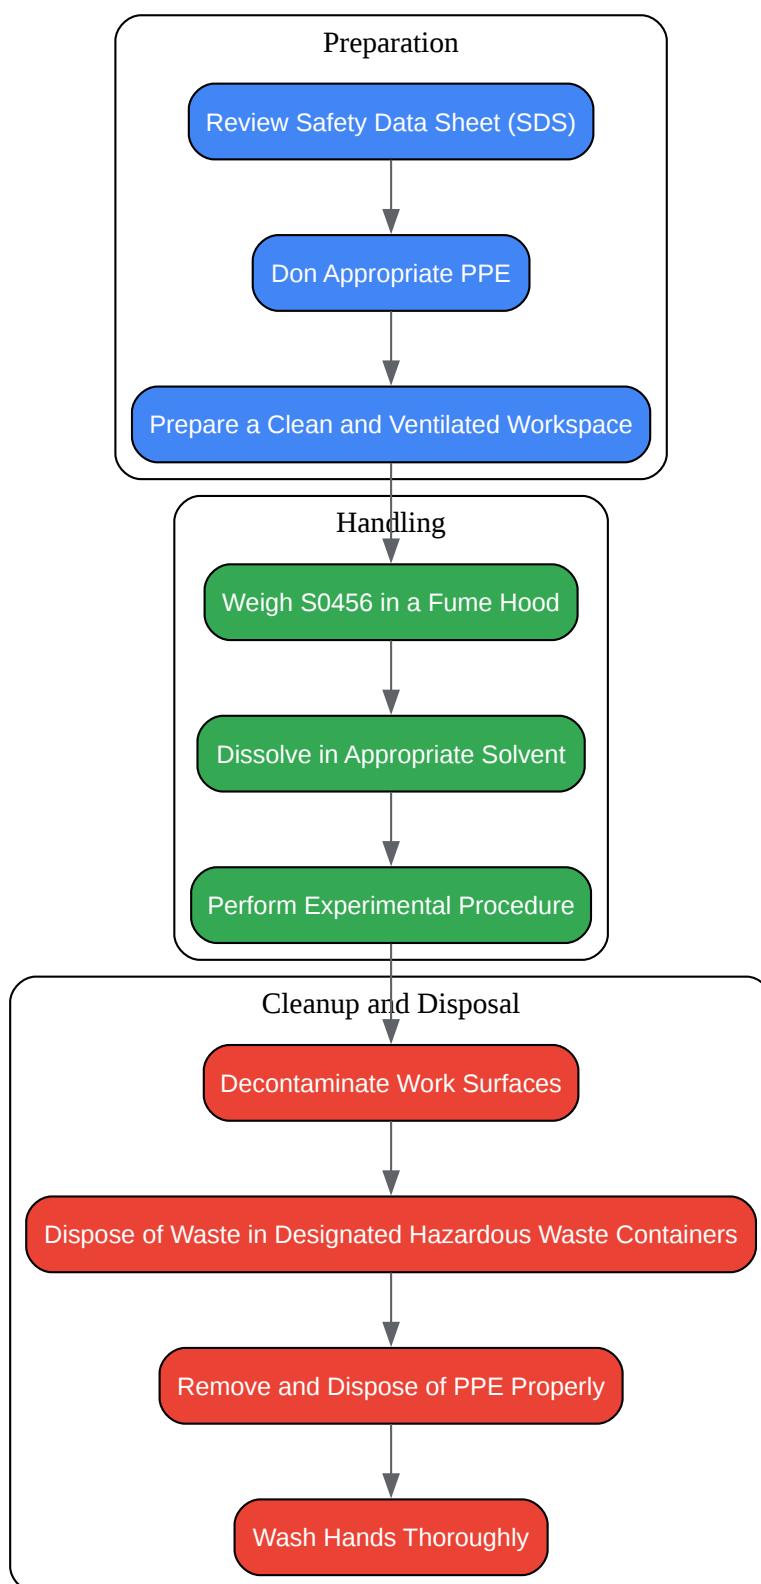 Preparation
Review Safety Data Sheet (SDS)
Don Appropriate PPE
Prepare a Clean and Ventilated Workspace
Handling
Weigh S0456 in a Fume Hood
Dissolve in Appropriate Solvent
Perform Experimental Procedure
Cleanup and Disposal
Decontaminate Work Surfaces
Dispose of Waste in Designated Hazardous Waste Containers
Remove and Dispose of PPE Properly
Wash Hands Thoroughly